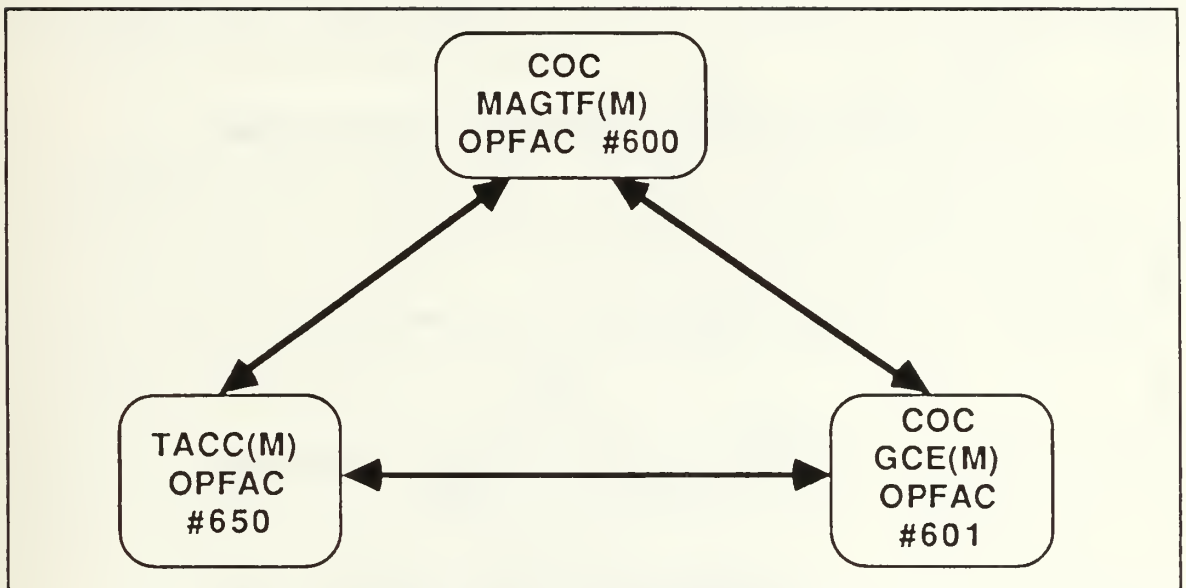 COC
MAGTF(M)
OPFAC #600
TACC(M)
OPFAC
#650
COC
GCE(M)
OPFAC
#601